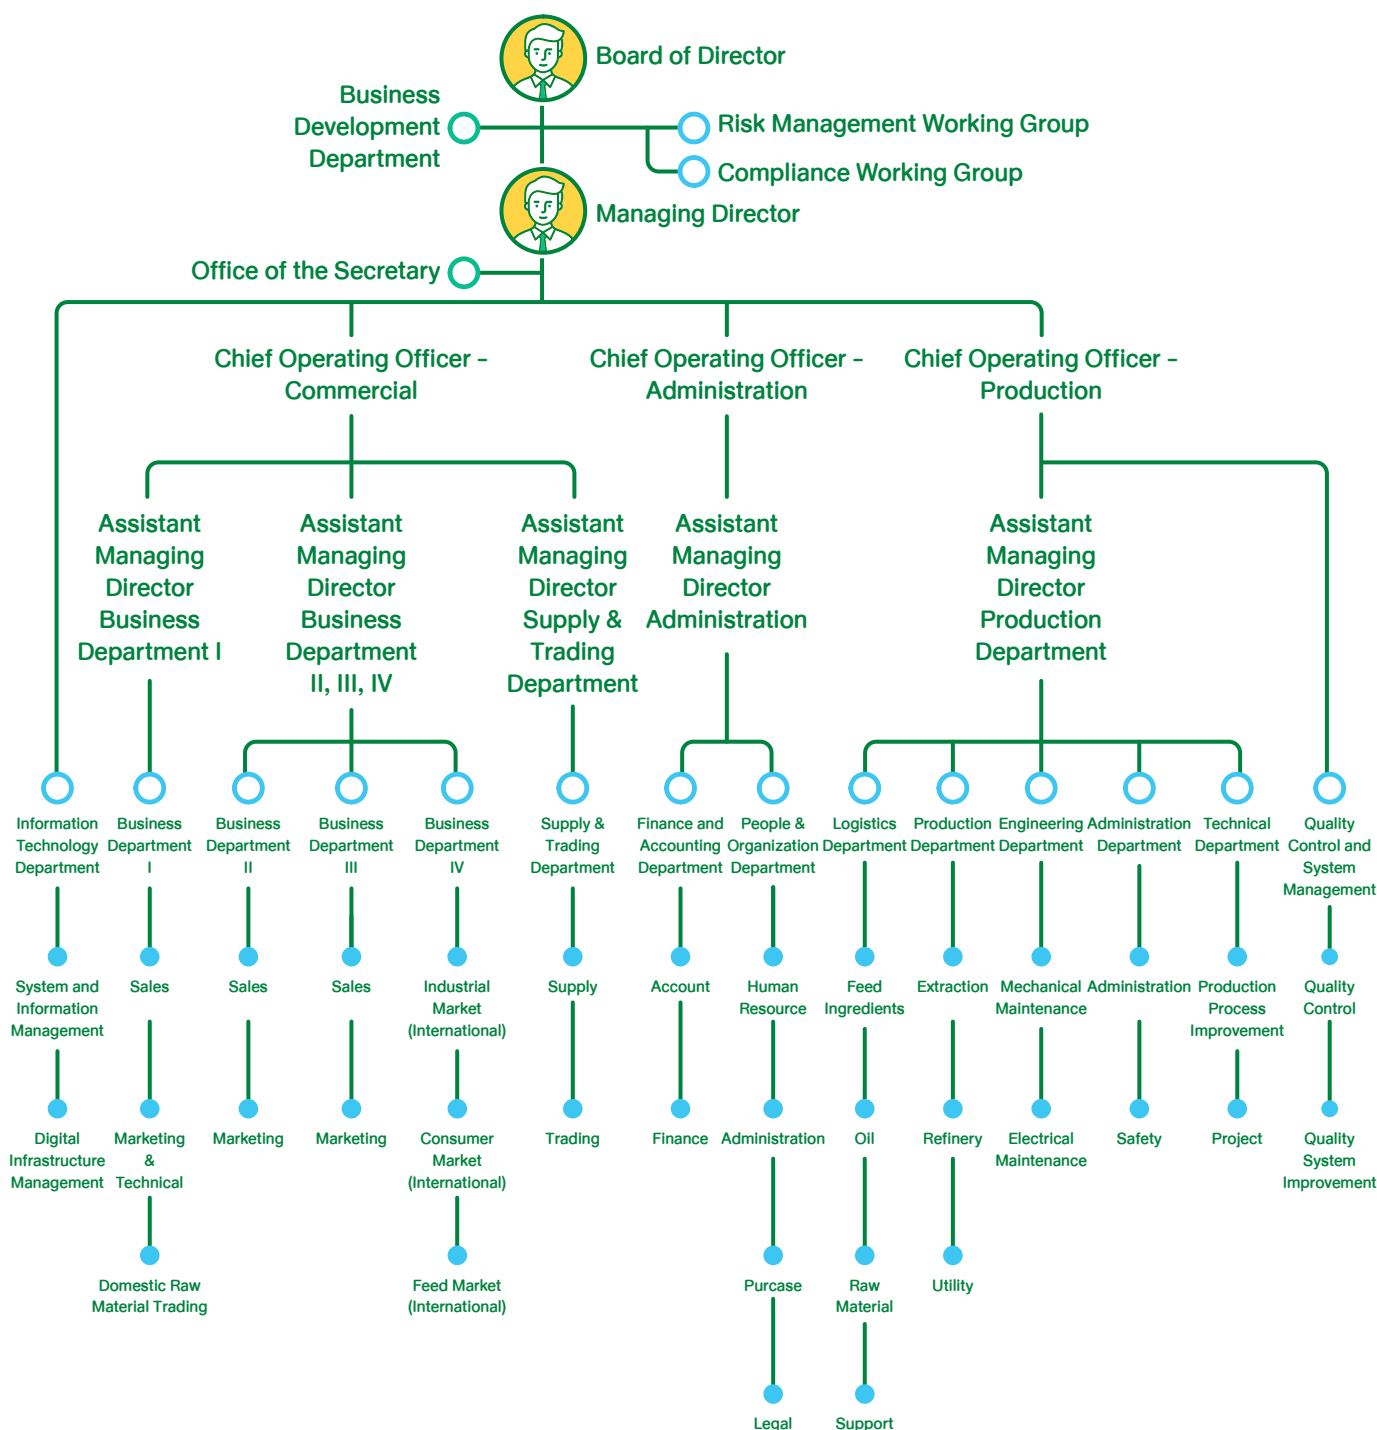 Board of Director
Business
Development
Department
Risk Management Working Group
Compliance Working Group
Managing Director
Office of the Secretary
Chief Operating Officer –
Commercial
Chief Operating Officer –
Administration
Chief Operating Officer –
Production
Assistant
Managing
Director
Business
Department I
Assistant
Managing
Director
Business
Department
II, III, IV
Assistant
Managing
Director
Supply &
Trading
Department
Assistant
Managing
Director
Administration
Assistant
Managing
Director
Production
Department
Information
Technology
Department
Business
Department
I
Business
Department
II
Business
Department
III
Business
Department
IV
Supply &
Trading
Department
Finance and
Accounting
Department
People &
Organization
Department
Logistics
Department
Production
Department
Engineering
Department
Administration
Department
Technical
Department
Quality
Control and
System
Management
System and
Information
Management
Sales
Sales
Sales
Industrial
Market
(International)
Supply
Account
Human
Resource
Feed
Ingredients
Extraction
Mechanical
Maintenance
Administration
Production
Process
Improvement
Quality
Control
Digital
Infrastructure
Management
Marketing
&
Technical
Marketing
Marketing
Consumer
Market
(International)
Trading
Finance
Administration
Oil
Refinery
Electrical
Maintenance
Safety
Project
Quality
System
Improvement
Domestic Raw
Material Trading
Feed Market
(International)
Purcase
Raw
Material
Utility
Legal
Support